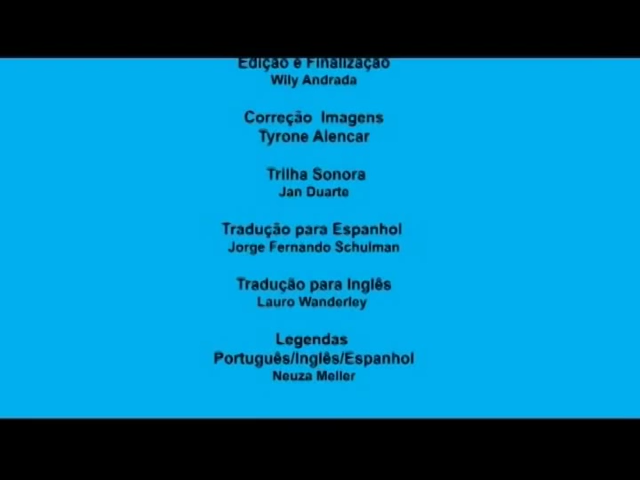 Edição e Finalização
Wily Andrada
Correção Imagens
Tyrone Alencar
Trilha Sonora
Jan Duarte
Tradução para Espanhol
Jorge Fernando Schulman
Tradução para Inglês
Lauro Wanderley
Legendas
Português/Inglês/Espanhol
Neuza Meller